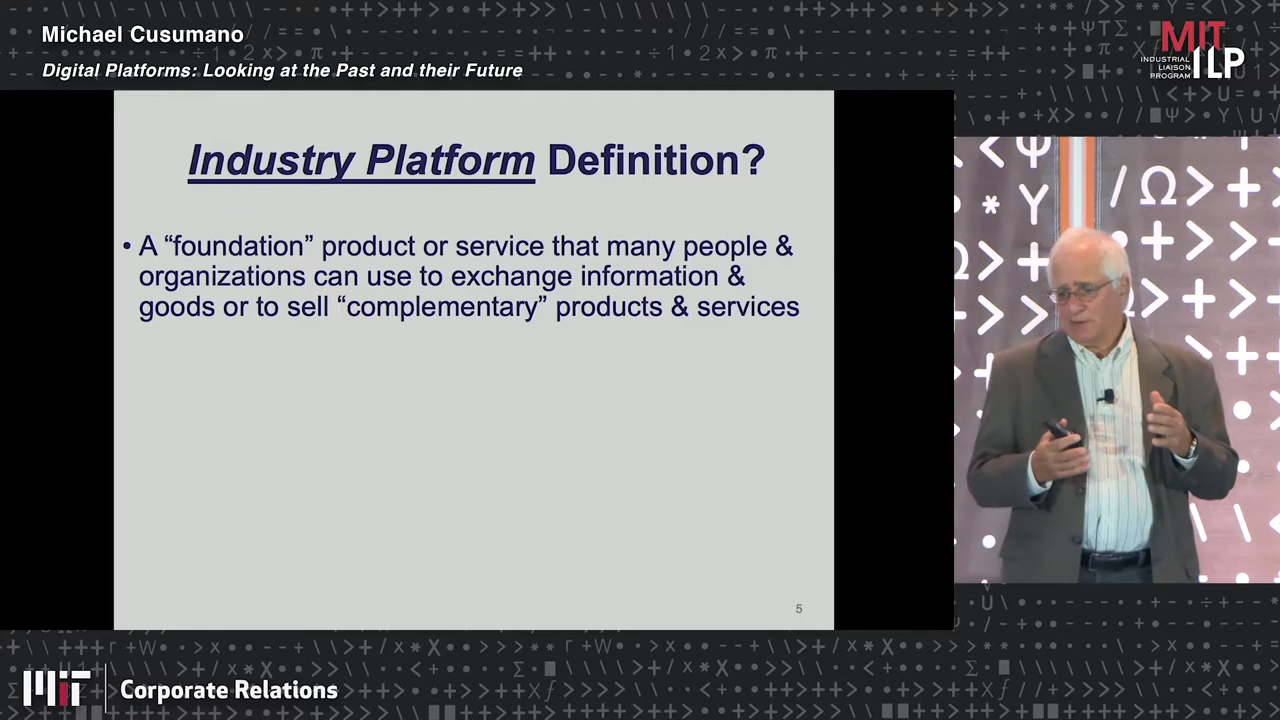 Michael Cusumano
Digital Platforms: Looking at the Past and their Future
MIT
INDUSTRIAL
LIAISON
PROGRAM
ILP
Industry Platform Definition?
• A “foundation” product or service that many people &
organizations can use to exchange information &
goods or to sell “complementary” products & services
5
MIT
Corporate Relations